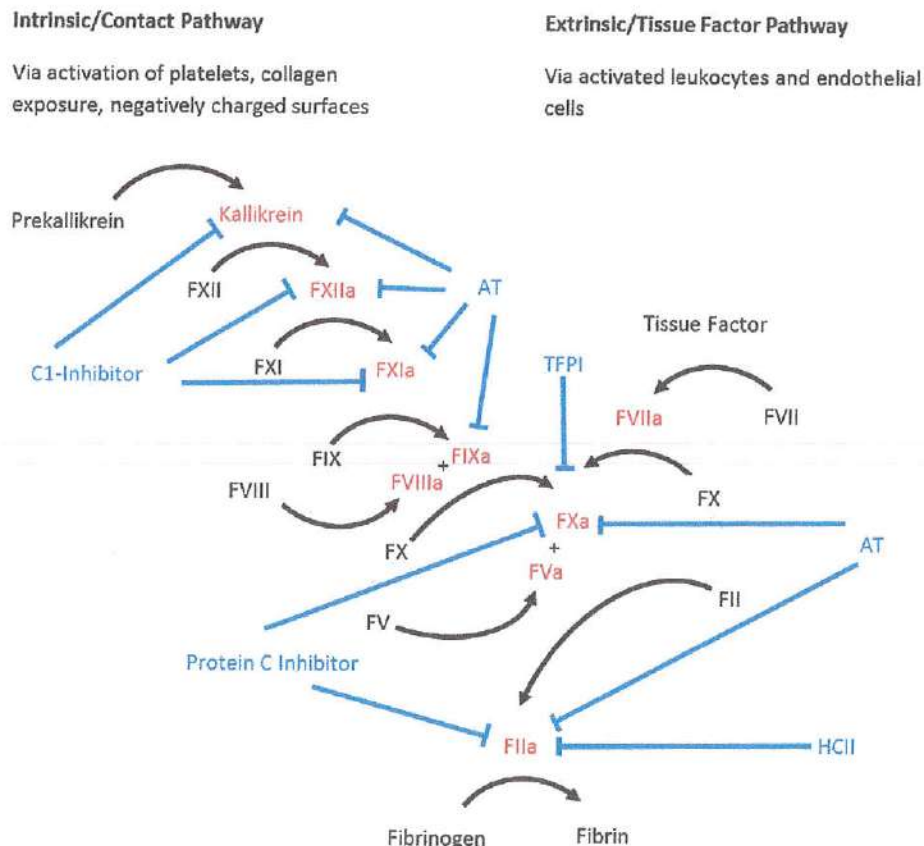 Intrinsic/Contact Pathway
Extrinsic/Tissue Factor Pathway
Via activation of platelets, collagen
exposure, negatively charged surfaces
Via activated leukocytes and endothelial
cells
Prekallikrein
Kallikrein
FXII
FXIIa
AT
C1-Inhibitor
FXI
FXIa
Tissue Factor
TFPI
FVIIa
FVII
FIX
FIXa
+
FVIII
FVIIIa
FX
FX
FXa
AT
+
FVa
FII
FV
Protein C Inhibitor
FIIa
HCII
Fibrinogen
Fibrin